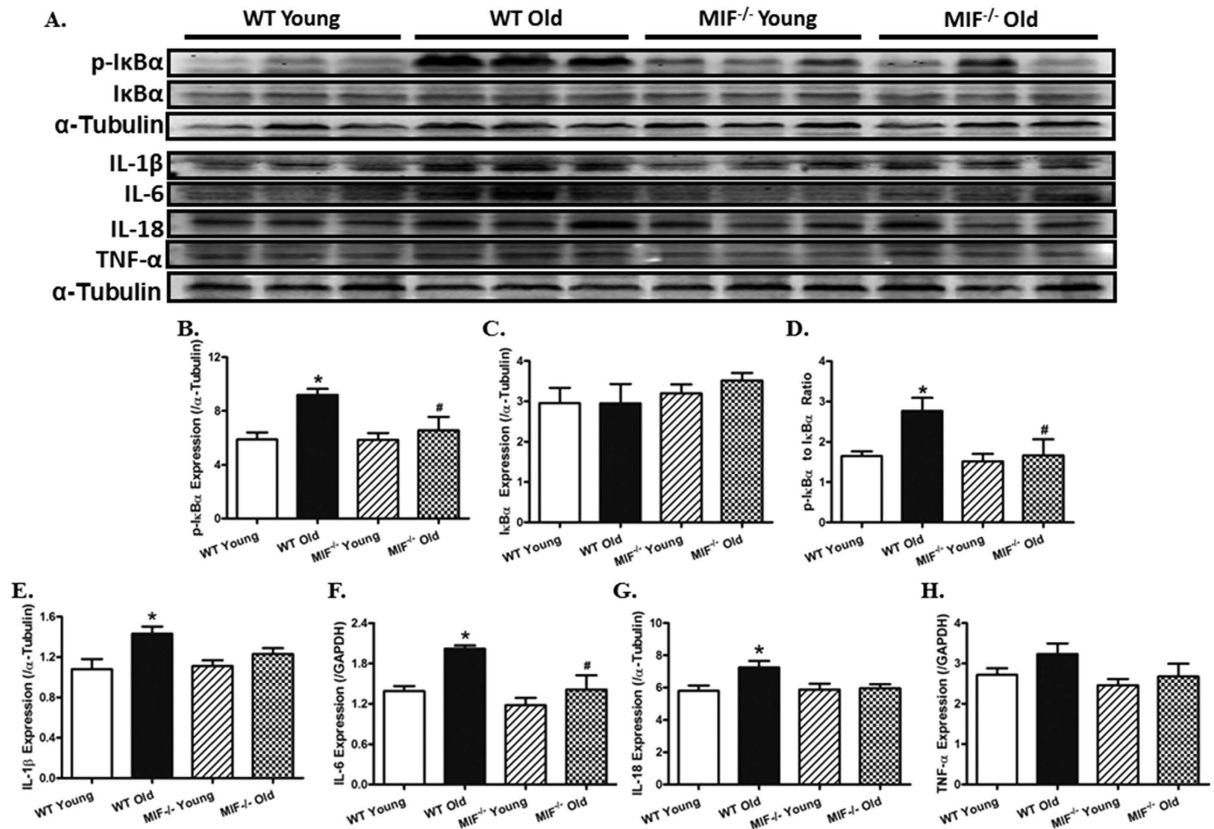 A.
WT Young WT Old MIF-/- Young MIF-/- Old
p-IκBα
IκBα
α-Tubulin
IL-1β
IL-6
IL-18
TNF-α
α-Tubulin
B.
p-IκBα Expression (/α-Tubulin)
12
9
6
3
0
*
#
WT Young WT Old MIF-/- Young MIF-/- Old
C.
IκBα Expression (/α-Tubulin)
4
3
2
1
0
WT Young WT Old MIF-/- Young MIF-/- Old
D.
p-IκBα to IκBα Ratio
4
3
2
1
0
*
#
WT Young WT Old MIF-/- Young MIF-/- Old
E.
IL-1β Expression (/α-Tubulin)
1.6
1.2
0.8
0.4
0.0
*
WT Young WT Old MIF-/- Young MIF-/- Old
F.
IL-6 Expression (/GAPDH)
2.4
1.8
1.2
0.6
0.0
*
#
WT Young WT Old MIF-/- Young MIF-/- Old
G.
IL-18 Expression (/α-Tubulin)
10
8
6
4
2
0
*
WT Young WT Old MIF-/- Young MIF-/- Old
H.
TNF-α Expression (/GAPDH)
4
3
2
1
0
WT Young WT Old MIF-/- Young MIF-/- Old